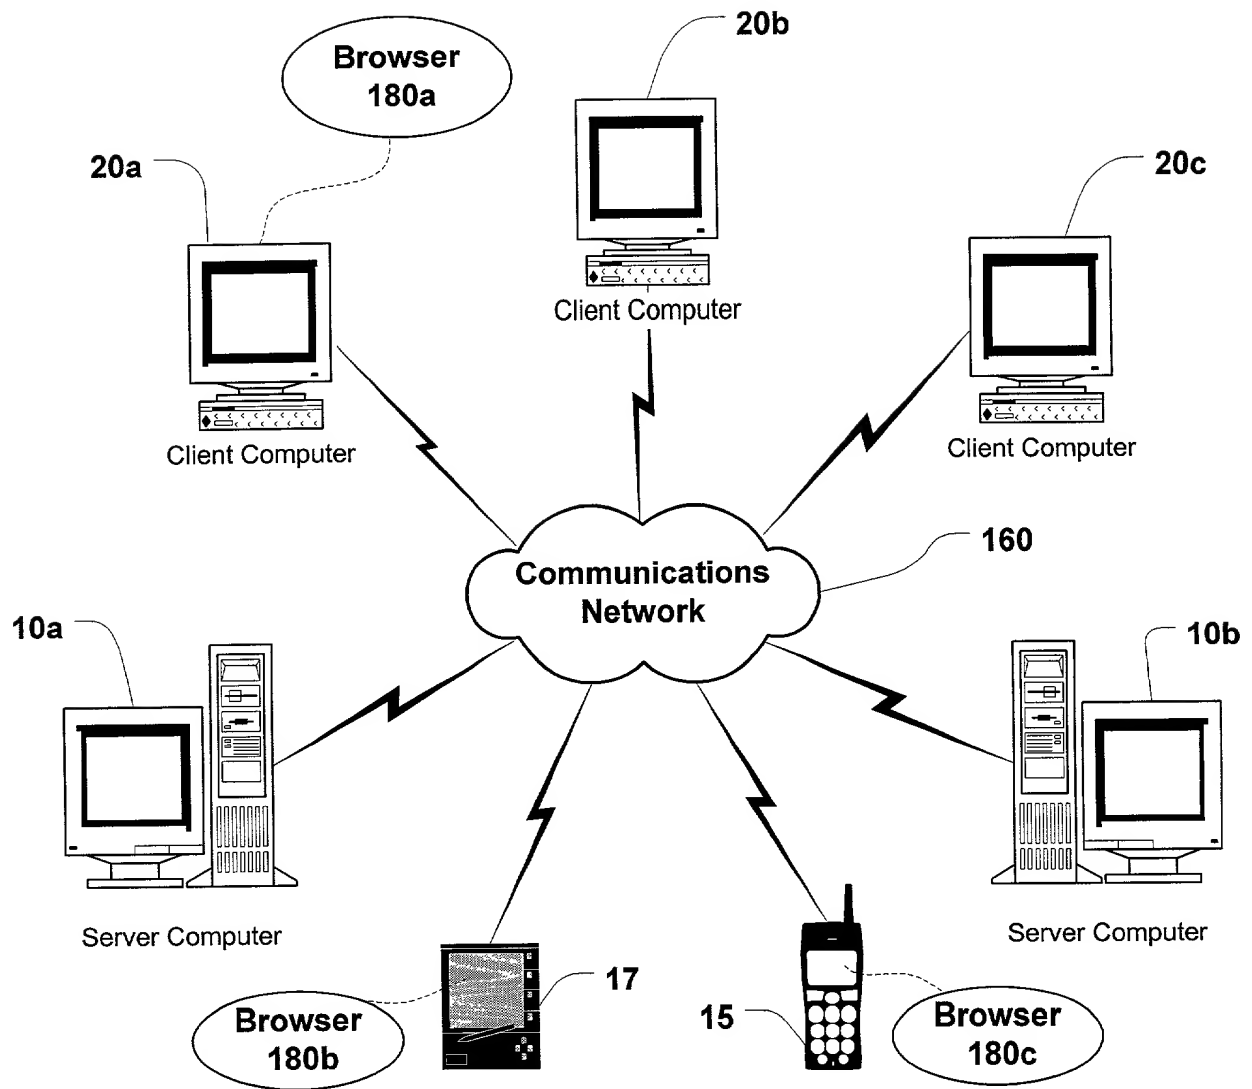 20b
Browser
180a
20a
20c
Client Computer
Client Computer
Client Computer
160
Communications
Network
10a
10b
Server Computer
Server Computer
17
15
Browser
180b
Browser
180c